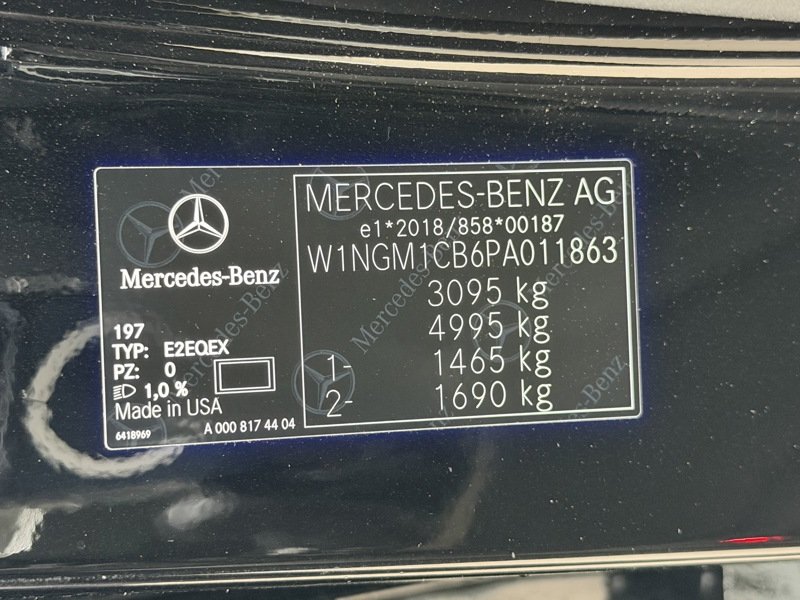 Mercedes-Benz
197
TYP: E2EQEX
PZ: 0
1,0 %
Made in USA
6418969 A 000 817 44 04
MERCEDES-BENZ AG
e1*2018/858*00187
W1NGM1CB6PA011863
3095 kg
4995 kg
1- 1465 kg
2- 1690 kg